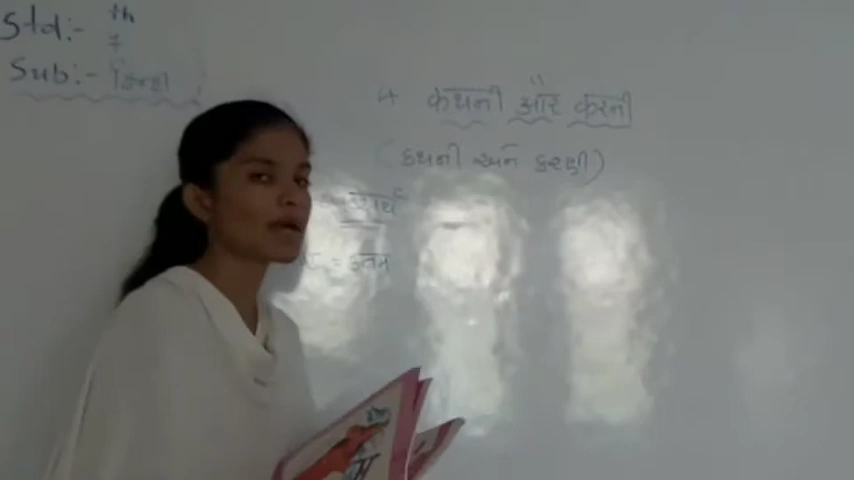 Std:- 7th
Sub:- हिन्दी
* कथनी और करनी
(કથની અને કરણી)